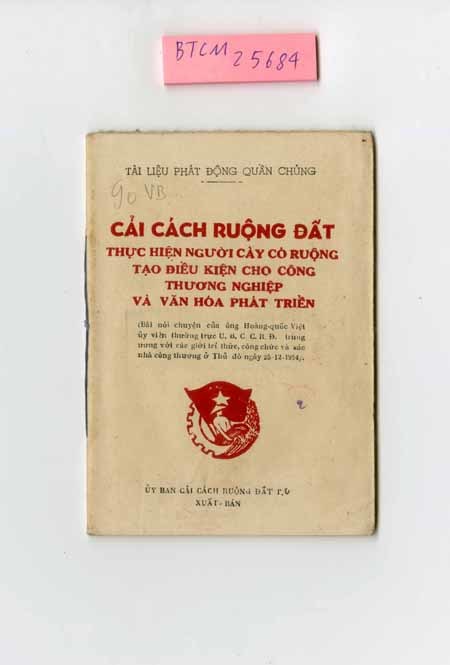 BTCM
25684
TÀI LIỆU PHÁT ĐỘNG QUẦN CHÚNG
90 VB
CẢI CÁCH RUỘNG ĐẤT
THỰC HIỆN NGƯỜI CÀY CÓ RUỘNG
TẠO ĐIỀU KIỆN CHO CÔNG
THƯƠNG NGHIỆP
VÀ VĂN HÓA PHÁT TRIỂN
(Bài nói chuyện của ông Hoàng-quốc-Việt
ủy viên thường trực U. B. C. C. R. Đ. trung
ương với các giới trí thức, công chức và các
nhà công thương ở Thủ đô ngày 25-12-1954).
ỦY BAN CẢI CÁCH RUỘNG ĐẤT T.Ư
XUẤT-BẢN